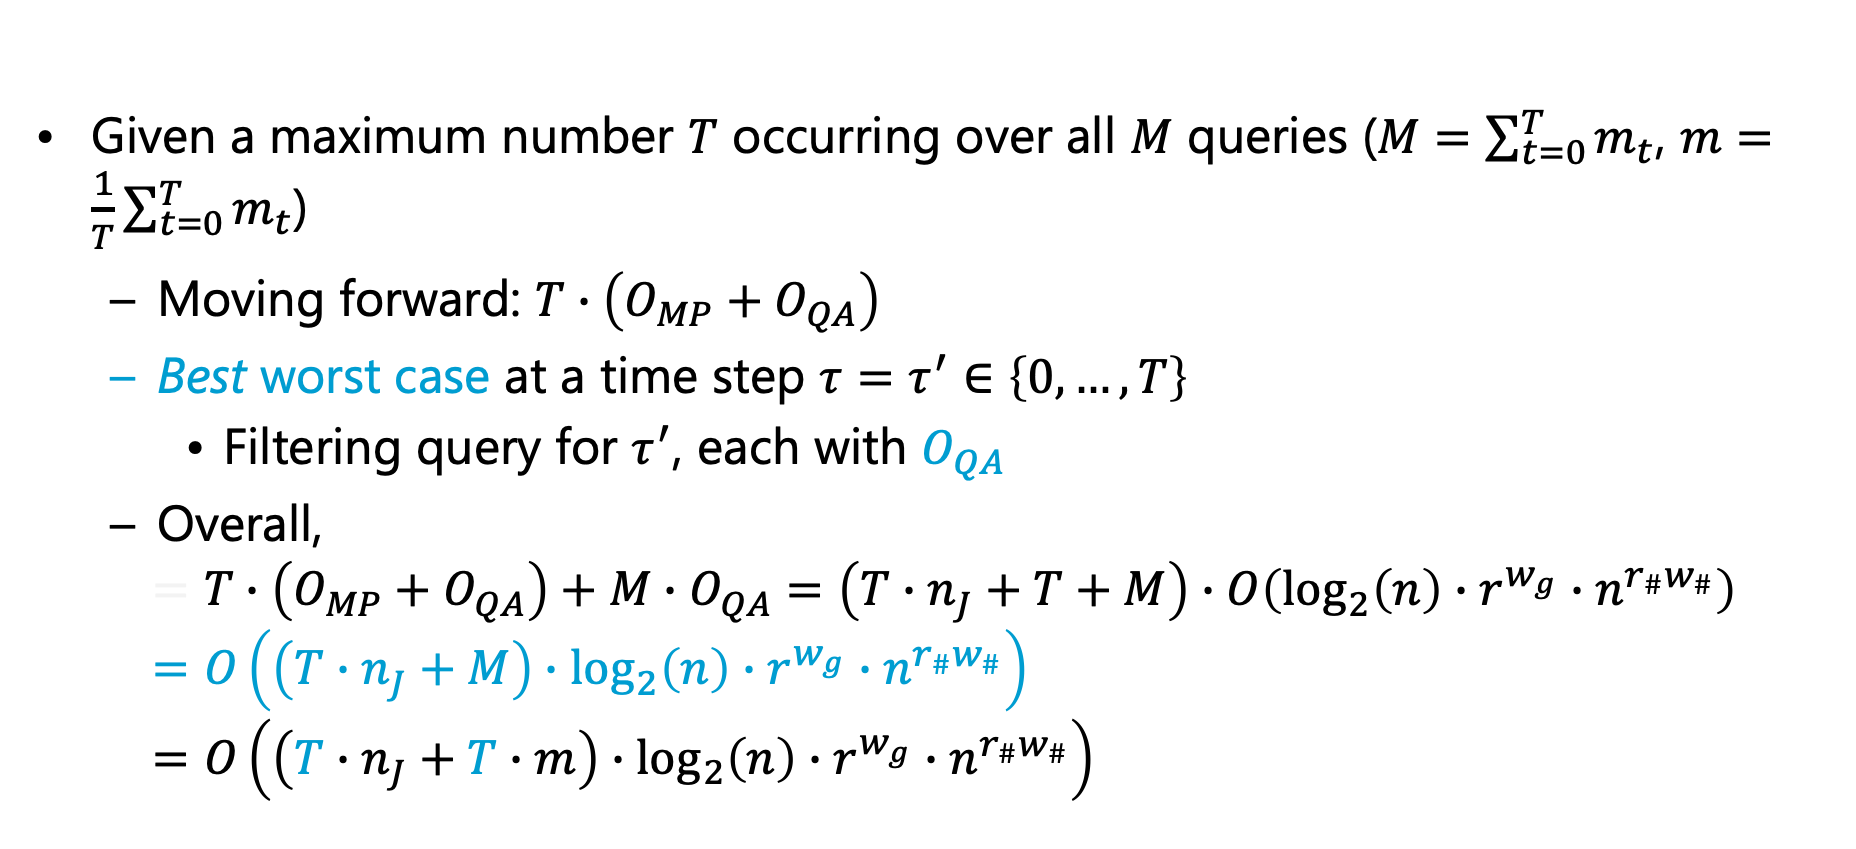 • Given a maximum number T occurring over all M queries (M = ∑_{t=0}^{T} m_t, m =
\frac{1}{T} ∑_{t=0}^{T} m_t)
– Moving forward: T · (O_{MP} + O_{QA})
– Best worst case at a time step τ = τ′ ∈ {0, … , T}
• Filtering query for τ′, each with O_{QA}
– Overall,
= T · (O_{MP} + O_{QA}) + M · O_{QA} = (T · n_J + T + M) · O(log_2(n) · r^{w_g} · n^{r_# w_#})
= O((T · n_J + M) · log_2(n) · r^{w_g} · n^{r_# w_#})
= O((T · n_J + T · m) · log_2(n) · r^{w_g} · n^{r_# w_#})